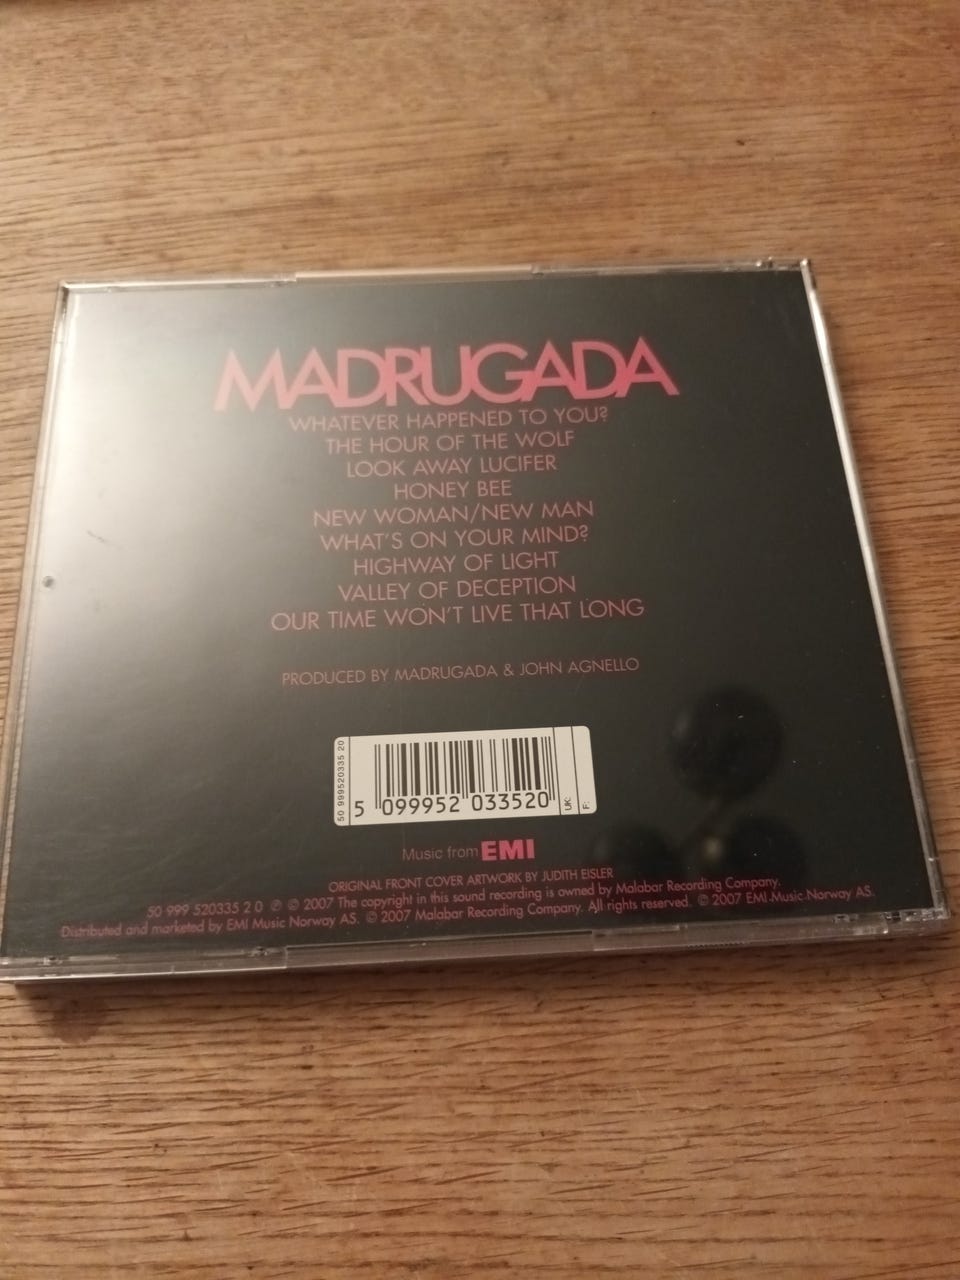 MADRUGADA
WHATEVER HAPPENED TO YOU?
THE HOUR OF THE WOLF
LOOK AWAY LUCIFER
HONEY BEE
NEW WOMAN/NEW MAN
WHAT'S ON YOUR MIND?
HIGHWAY OF LIGHT
VALLEY OF DECEPTION
OUR TIME WON'T LIVE THAT LONG
PRODUCED BY MADRUGADA & JOHN AGNELLO
50 999520335 20
5 099952 033520
UK:
F:
Music from EMI
ORIGINAL FRONT COVER ARTWORK BY JUDITH EISLER
50 999 520335 2 0 ℗ © 2007 The copyright in this sound recording is owned by Malabar Recording Company.
Distributed and marketed by EMI Music Norway AS. © 2007 Malabar Recording Company. All rights reserved. © 2007 EMI Music Norway AS.